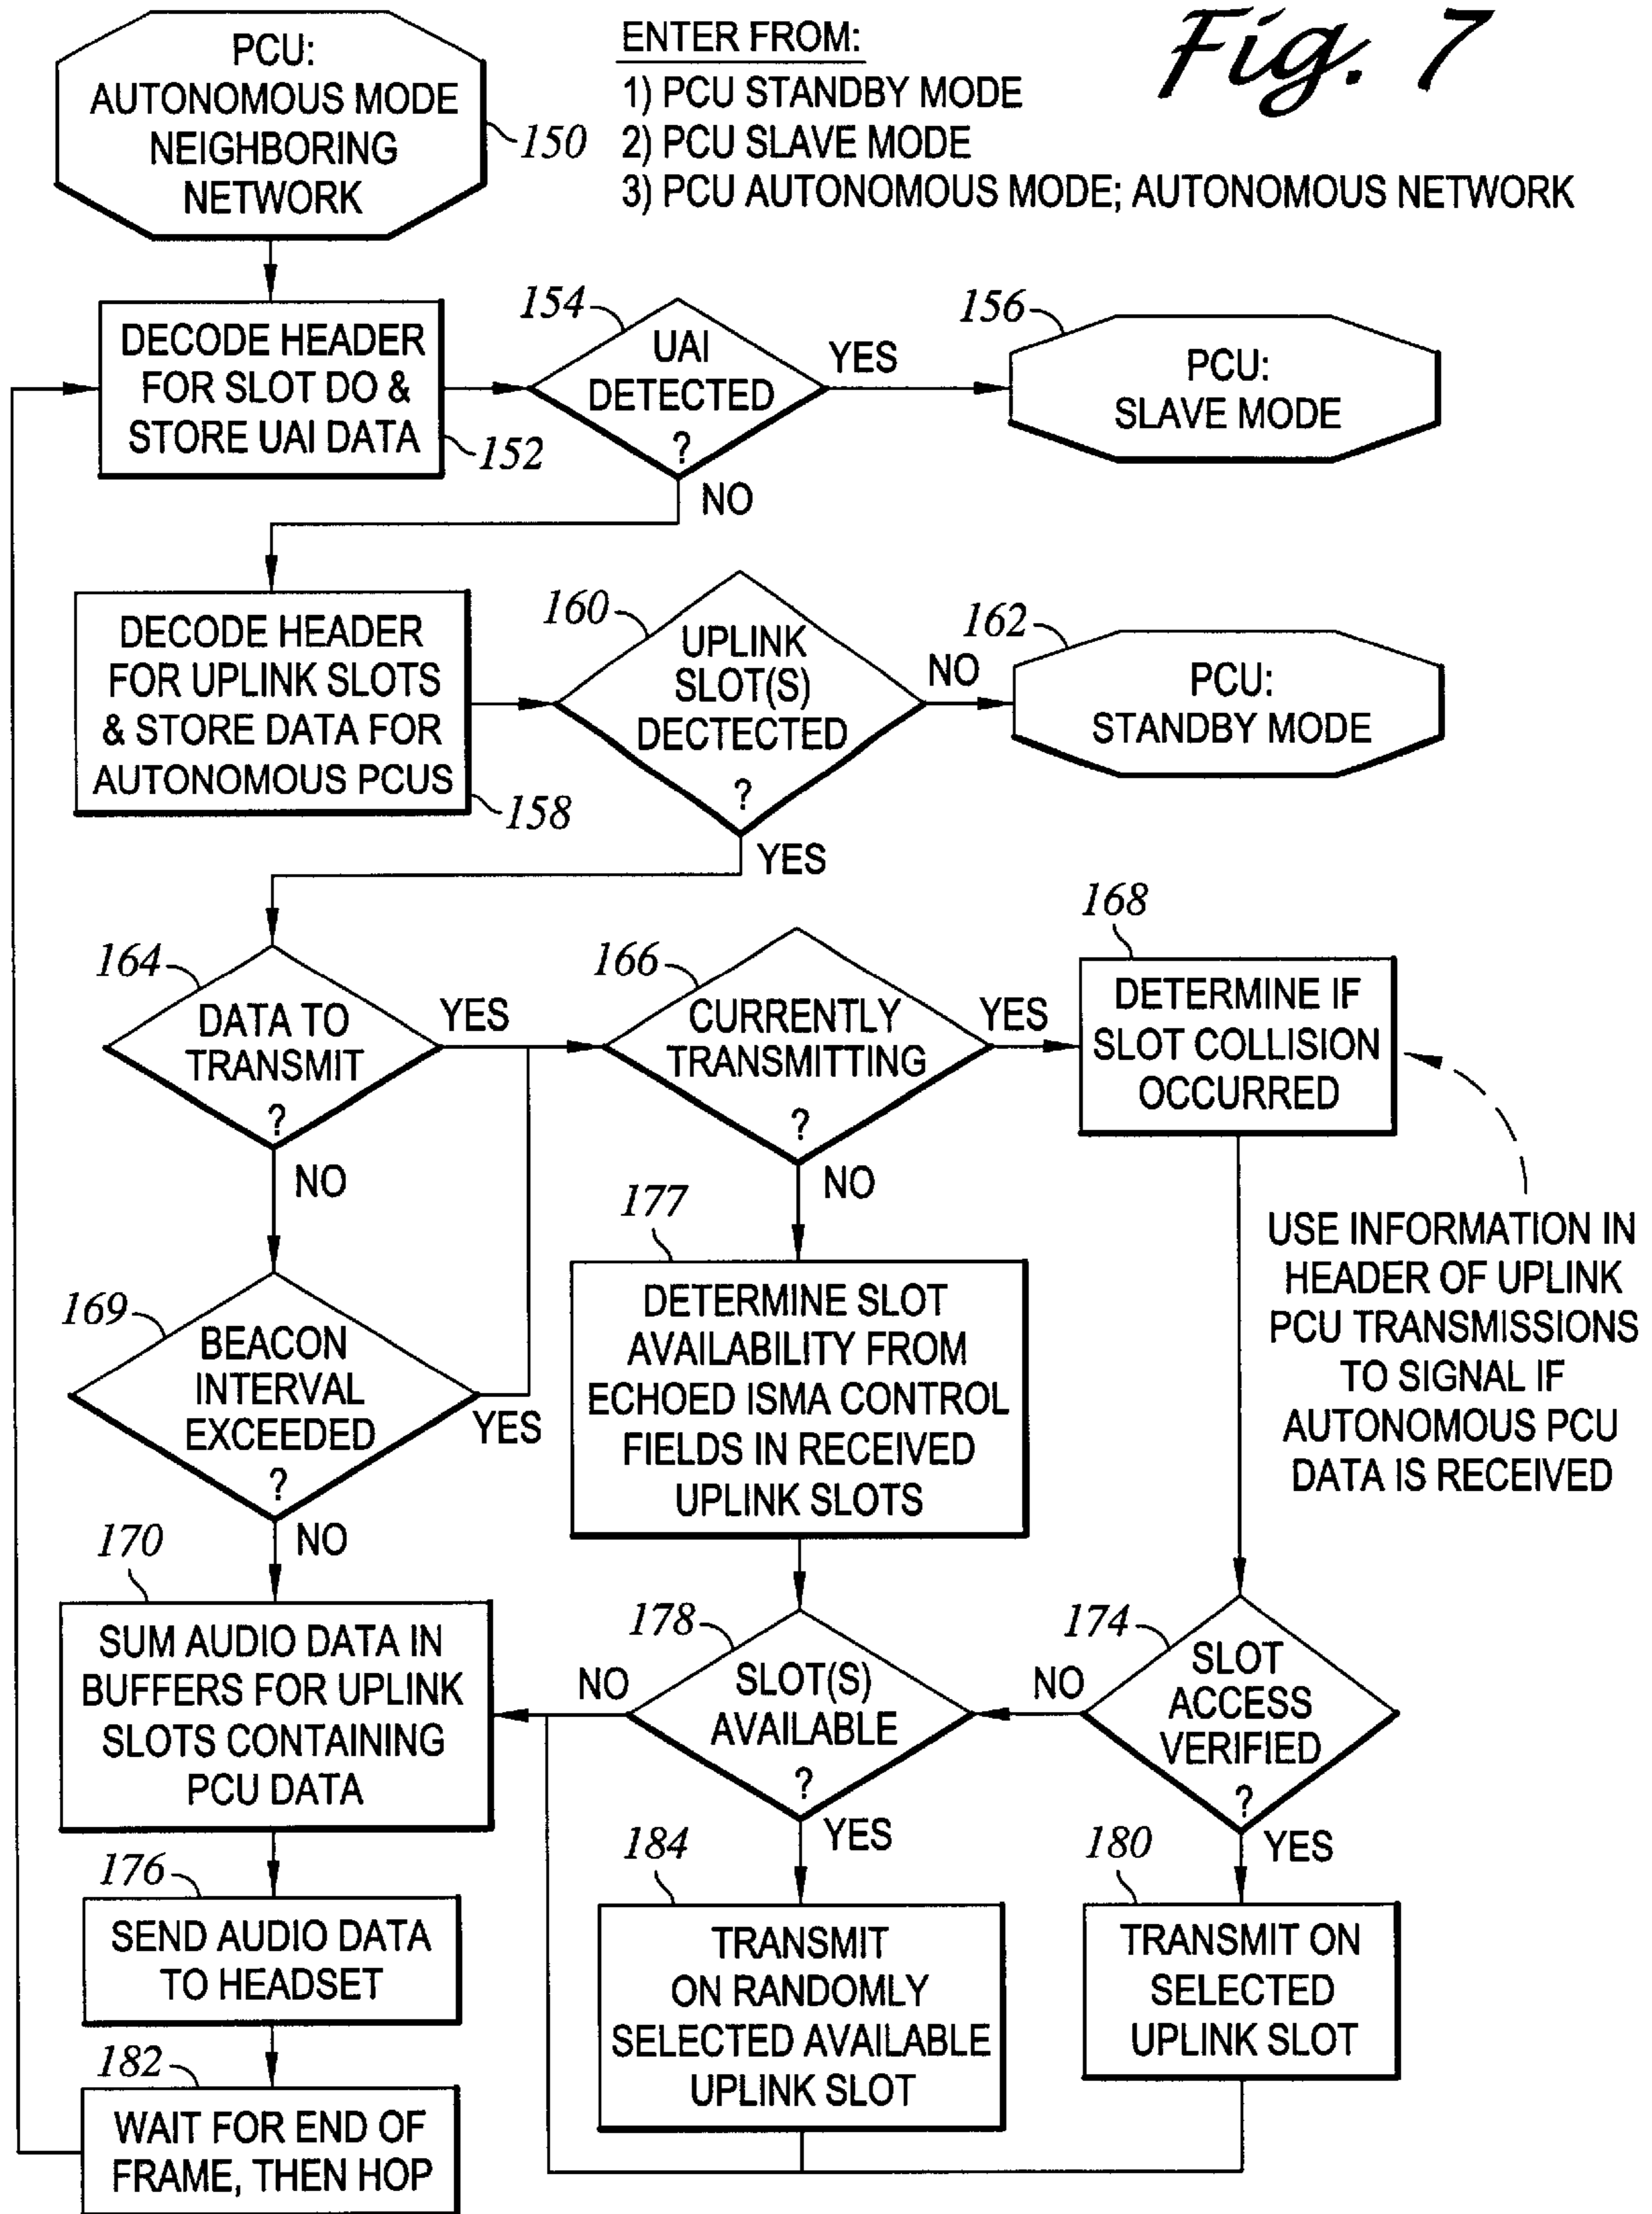 Fig. 7
ENTER FROM:
1) PCU STANDBY MODE
2) PCU SLAVE MODE
3) PCU AUTONOMOUS MODE; AUTONOMOUS NETWORK
PCU:
AUTONOMOUS MODE
NEIGHBORING
NETWORK
150
DECODE HEADER
FOR SLOT DO &
STORE UAI DATA
152
154
UAI
DETECTED
?
YES
NO
156
PCU:
SLAVE MODE
DECODE HEADER
FOR UPLINK SLOTS
& STORE DATA FOR
AUTONOMOUS PCUS
158
160
UPLINK
SLOT(S)
DECTECTED
?
NO
YES
162
PCU:
STANDBY MODE
164
DATA TO
TRANSMIT
?
YES
NO
166
CURRENTLY
TRANSMITTING
?
YES
NO
168
DETERMINE IF
SLOT COLLISION
OCCURRED
USE INFORMATION IN
HEADER OF UPLINK
PCU TRANSMISSIONS
TO SIGNAL IF
AUTONOMOUS PCU
DATA IS RECEIVED
169
BEACON
INTERVAL
EXCEEDED
?
YES
NO
177
DETERMINE SLOT
AVAILABILITY FROM
ECHOED ISMA CONTROL
FIELDS IN RECEIVED
UPLINK SLOTS
170
SUM AUDIO DATA IN
BUFFERS FOR UPLINK
SLOTS CONTAINING
PCU DATA
178
SLOT(S)
AVAILABLE
?
NO
YES
174
SLOT
ACCESS
VERIFIED
?
NO
YES
176
SEND AUDIO DATA
TO HEADSET
184
TRANSMIT
ON RANDOMLY
SELECTED AVAILABLE
UPLINK SLOT
180
TRANSMIT ON
SELECTED
UPLINK SLOT
182
WAIT FOR END OF
FRAME, THEN HOP